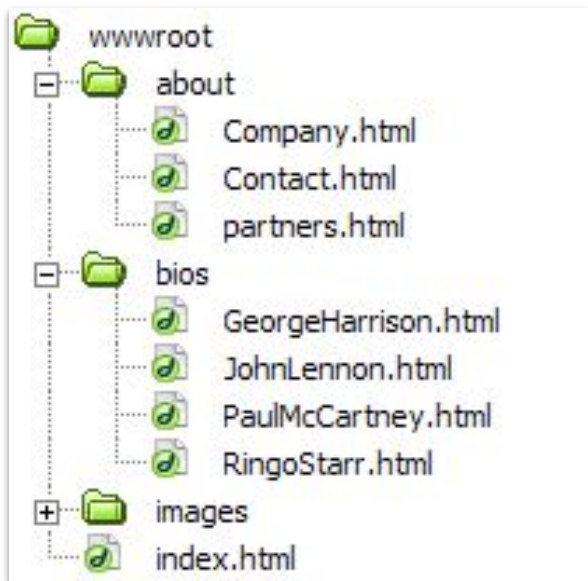 wwwroot
about
Company.html
Contact.html
partners.html
bios
GeorgeHarrison.html
JohnLennon.html
PaulMcCartney.html
RingoStarr.html
images
index.html